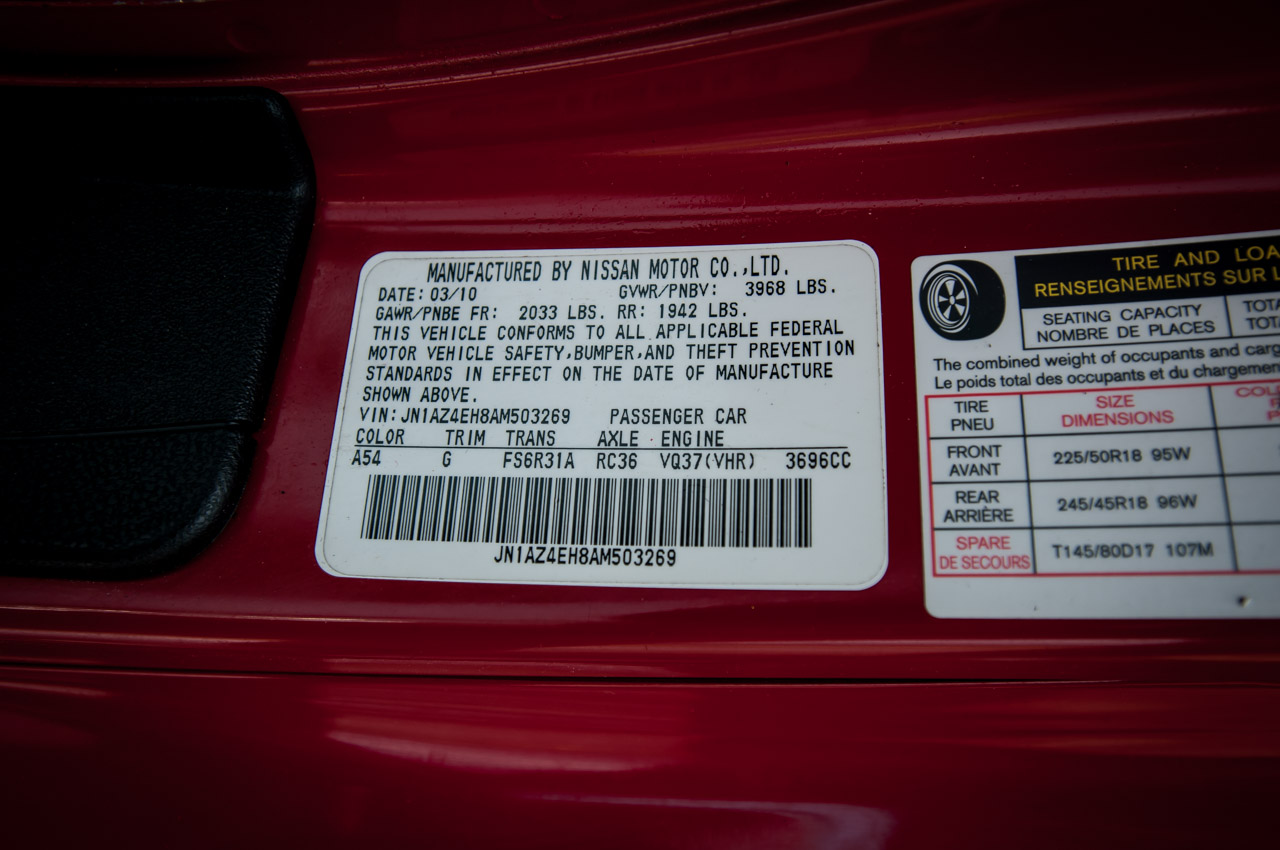 MANUFACTURED BY NISSAN MOTOR CO.,LTD.
DATE: 03/10 GVWR/PNBV: 3968 LBS.
GAWR/PNBE FR: 2033 LBS. RR: 1942 LBS.
THIS VEHICLE CONFORMS TO ALL APPLICABLE FEDERAL
MOTOR VEHICLE SAFETY,BUMPER,AND THEFT PREVENTION
STANDARDS IN EFFECT ON THE DATE OF MANUFACTURE
SHOWN ABOVE.
VIN:JN1AZ4EH8AM503269 PASSENGER CAR
COLOR TRIM TRANS AXLE ENGINE
A54 G FS6R31A RC36 VQ37(VHR) 3696CC
JN1AZ4EH8AM503269
TIRE AND LOA
RENSEIGNEMENTS SUR L
SEATING CAPACITY TOTA
NOMBRE DE PLACES TOT
The combined weight of occupants and carg
Le poids total des occupants et du chargemen
TIRE SIZE
PNEU DIMENSIONS
FRONT
AVANT 225/50R18 95W
REAR
ARRIÈRE 245/45R18 96W
SPARE
DE SECOURS T145/80D17 107M